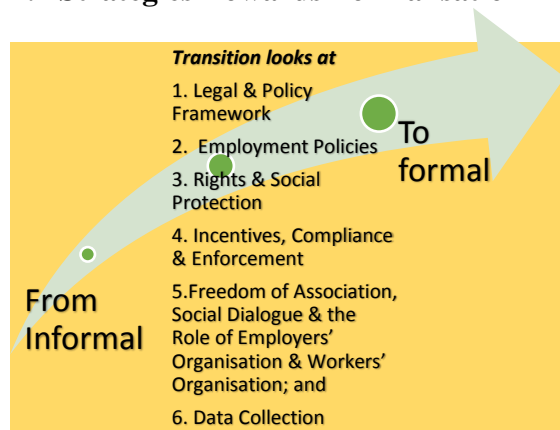 Transition looks at
1. Legal & Policy
Framework
2. Employment Policies
3. Rights & Social
Protection
4. Incentives, Compliance
& Enforcement
5.Freedom of Association,
Social Dialogue & the
Role of Employers'
Organisation & Workers'
Organisation; and
6. Data Collection
From
Informal
To
formal